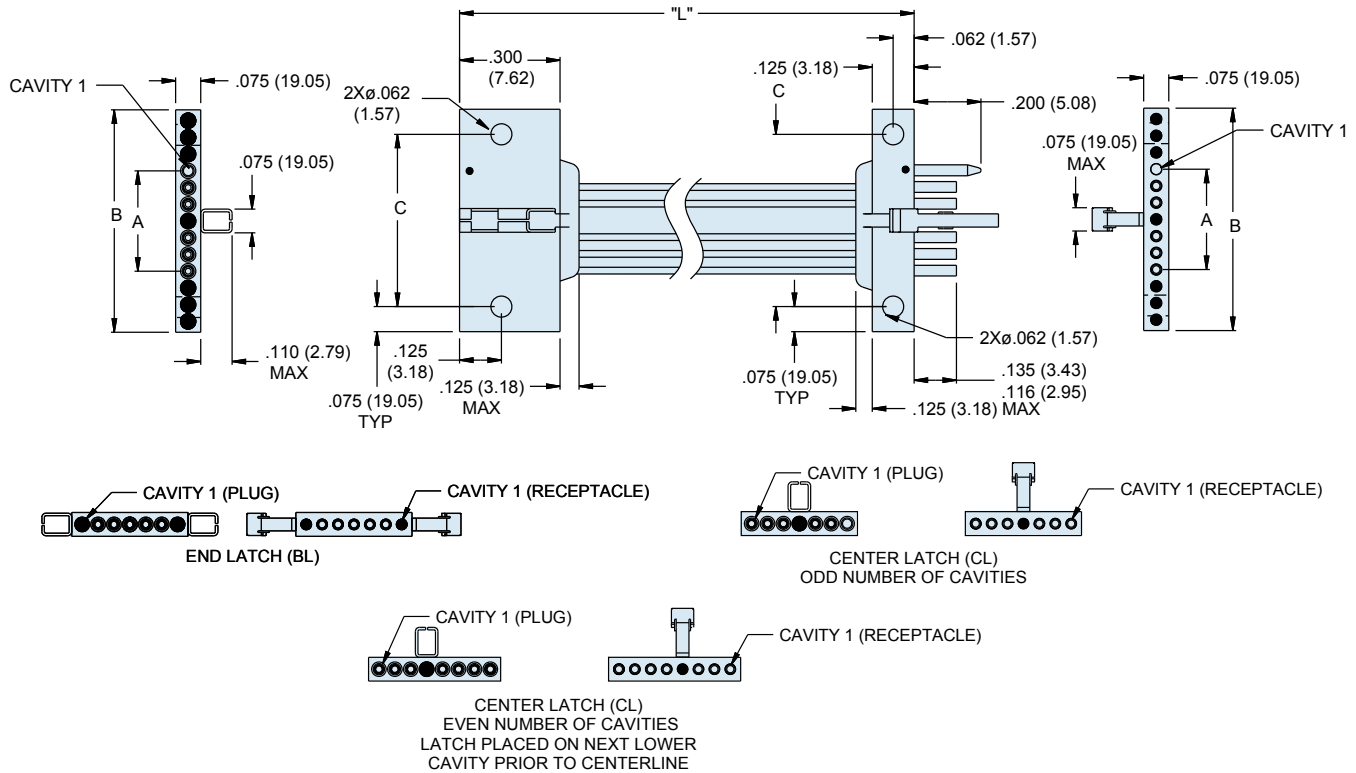 "L"
.062 (1.57)
.300
(7.62)
.125 (3.18)
.075 (19.05)
CAVITY 1
2Xø.062
(1.57)
C
.200 (5.08)
.075 (19.05)
CAVITY 1
.075 (19.05)
.075 (19.05)
MAX
B
A
C
A
B
2Xø.062 (1.57)
.110 (2.79)
MAX
.125
(3.18)
.125 (3.18)
MAX
.075 (19.05)
TYP
.075 (19.05)
TYP
.135 (3.43)
.116 (2.95)
.125 (3.18) MAX
CAVITY 1 (PLUG)
CAVITY 1 (RECEPTACLE)
END LATCH (BL)
CAVITY 1 (PLUG)
CAVITY 1 (RECEPTACLE)
CENTER LATCH (CL)
ODD NUMBER OF CAVITIES
CAVITY 1 (PLUG)
CAVITY 1 (RECEPTACLE)
CENTER LATCH (CL)
EVEN NUMBER OF CAVITIES
LATCH PLACED ON NEXT LOWER
CAVITY PRIOR TO CENTERLINE